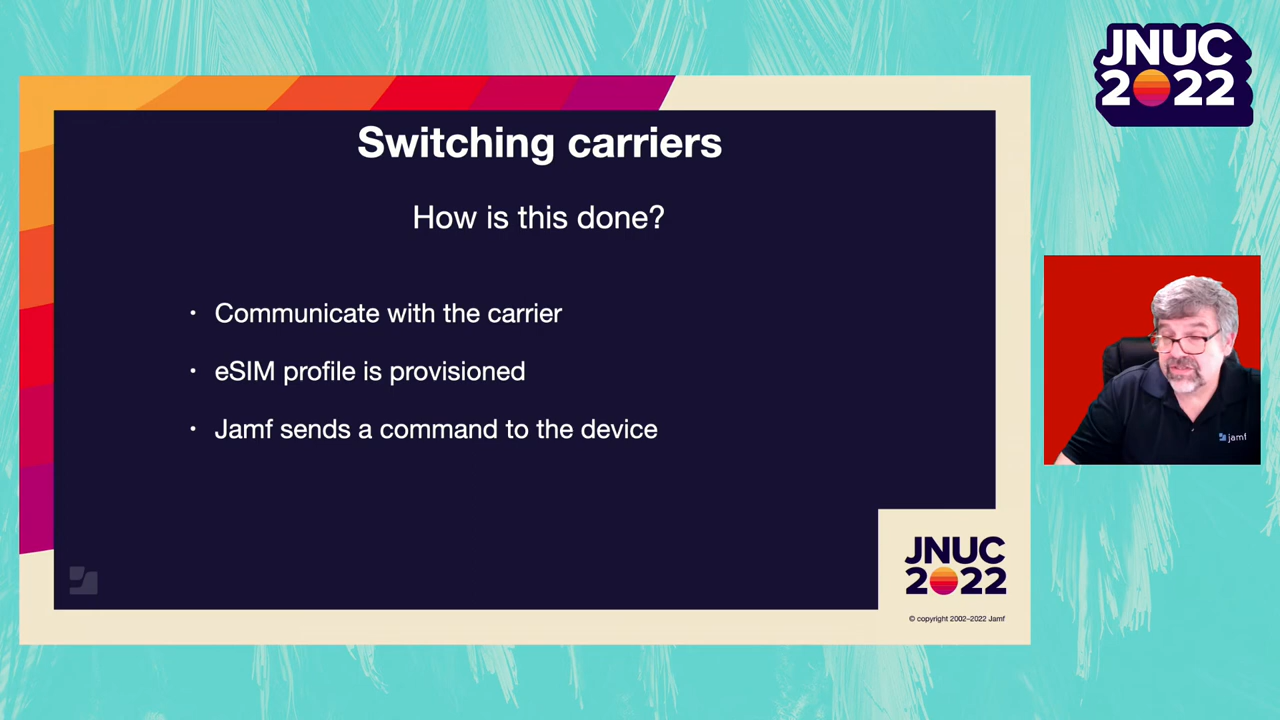 JNUC
2022
Switching carriers
How is this done?
• Communicate with the carrier
• eSIM profile is provisioned
• Jamf sends a command to the device
jamf
JNUC
2022
© copyright 2002–2022 Jamf